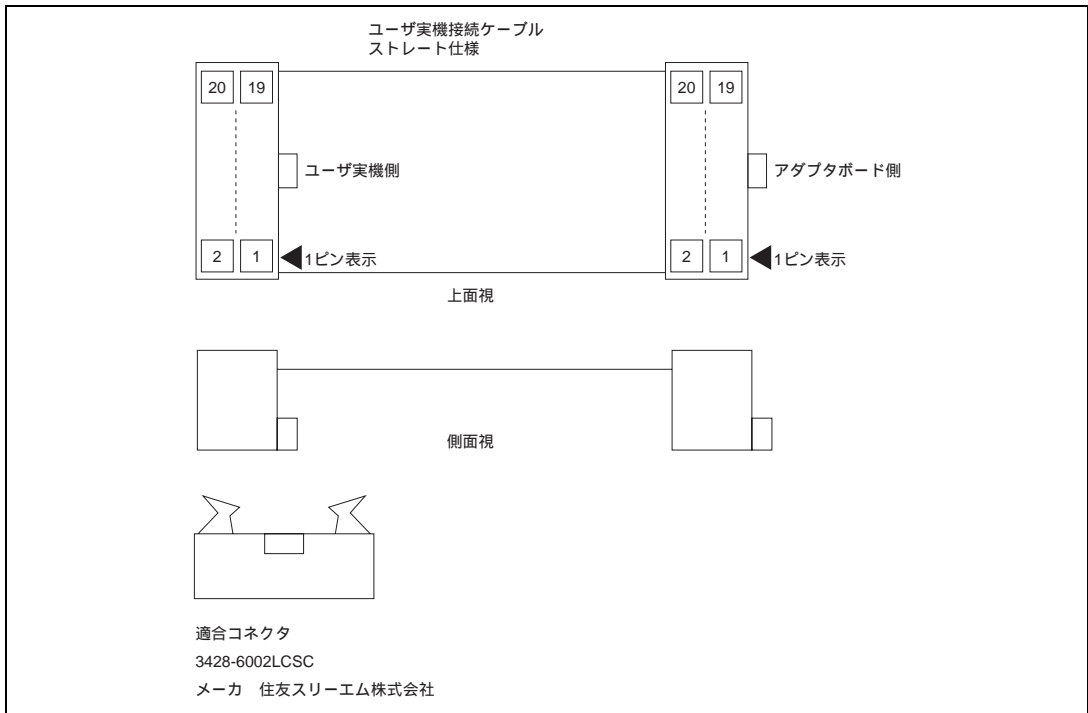 ユーザ実機接続ケーブル
ストレート仕様
20 19
20 19
ユーザ実機側
アダプタボード側
2 1
1ピン表示
2 1
1ピン表示
上面視
側面視
適合コネクタ
3428-6002LCSC
メーカ 住友スリーエム株式会社